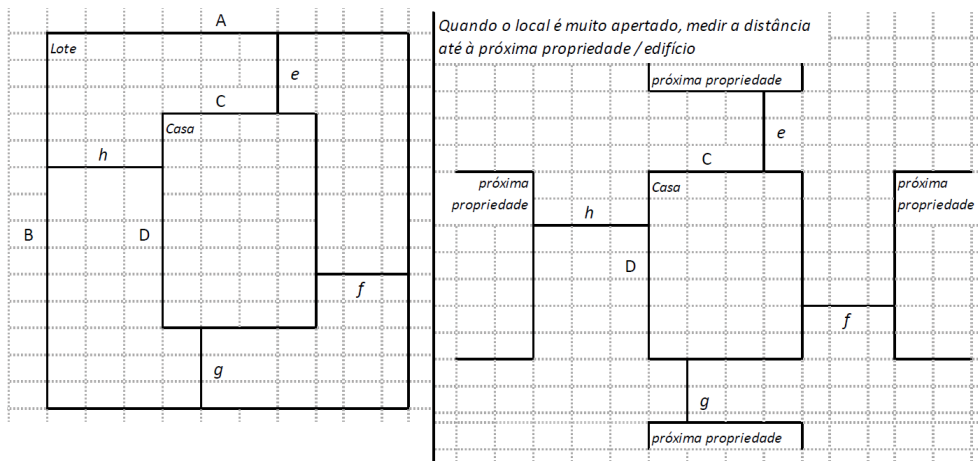 A
Lote
e
C
Casa
h
B
D
f
g
Quando o local é muito apertado, medir a distância
até à próxima propriedade / edifício
próxima propriedade
e
C
próxima
propriedade
Casa
próxima
propriedade
h
D
f
g
próxima propriedade